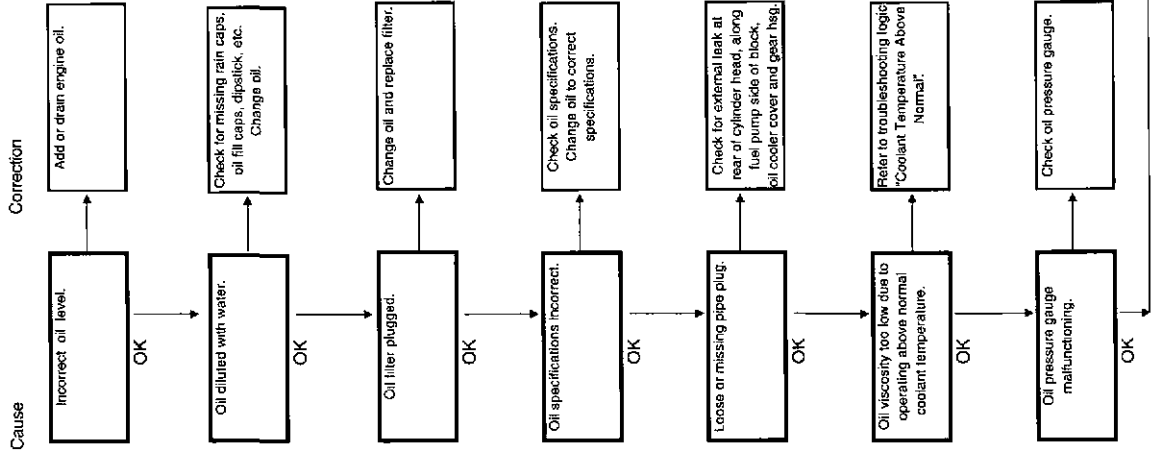 Cause
Correction
Incorrect oil level.
Add or drain engine oil.
OK
Oil diluted with water.
Check for missing rain caps,
oil fill caps, dipstick, etc.
Change oil.
OK
Oil filter plugged.
Change oil and replace filter.
OK
Oil specifications incorrect.
Check oil specifications.
Change oil to correct
specifications.
OK
Loose or missing pipe plug.
Check for external leak at
rear of cylinder head, along
fuel pump side of block,
oil cooler cover and gear hsg.
OK
Oil viscosity too low due to
operating above normal
coolant temperature.
Refer to troubleshooting logic
"Coolant Temperature Above
Normal".
OK
Oil pressure gauge
malfunctioning.
Check oil pressure gauge.
OK